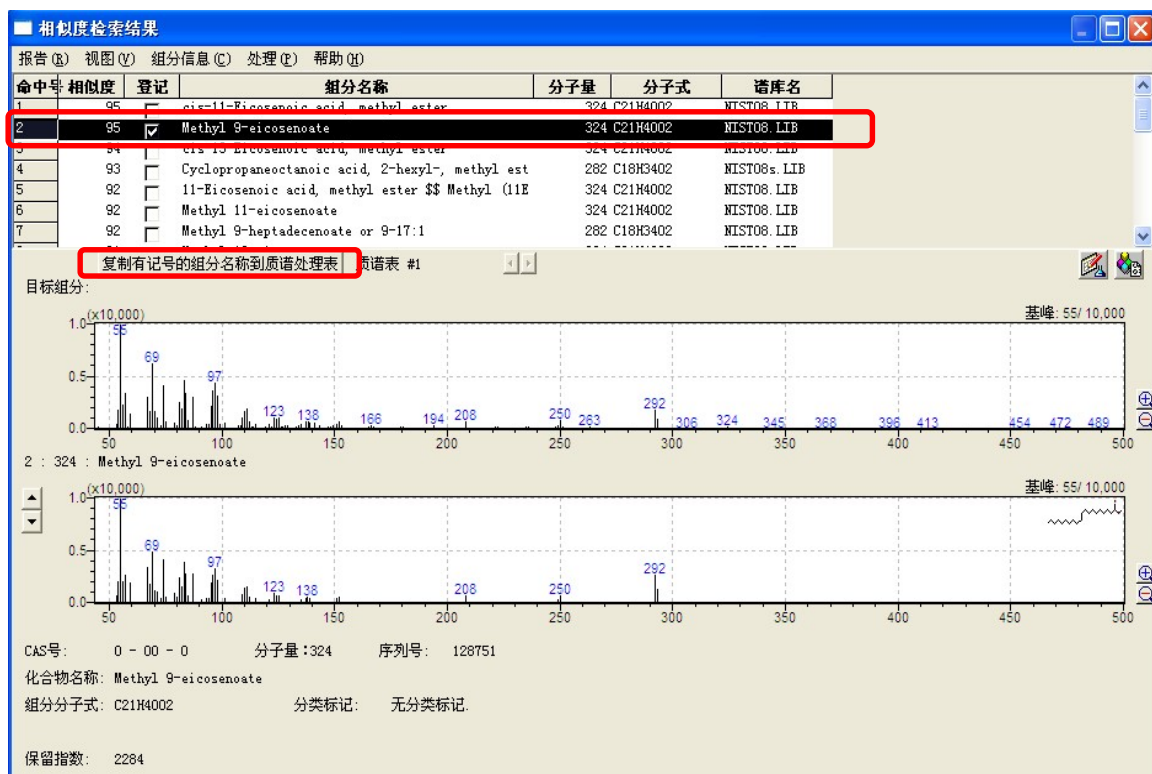 相似度检索结果
报告(R) 视图(V) 组分信息(C) 处理(P) 帮助(H)
命中号 相似度 登记 组分名称 分子量 分子式 谱库名
1 95 cis-11-Eicosenoic acid, methyl ester 324 C21H40O2 NIST08.LIB
2 95 Methyl 9-eicosenoate 324 C21H40O2 NIST08.LIB
3 94 cis-13-Eicosenoic acid, methyl ester 324 C21H40O2 NIST08.LIB
4 93 Cyclopropaneoctanoic acid, 2-hexyl-, methyl est 282 C18H34O2 NIST08s.LIB
5 92 11-Eicosenoic acid, methyl ester $$ Methyl (11E 324 C21H40O2 NIST08.LIB
6 92 Methyl 11-eicosenoate 324 C21H40O2 NIST08.LIB
7 92 Methyl 9-heptadecenoate or 9-17:1 282 C18H34O2 NIST08.LIB
复制有记号的组分名称到质谱处理表 质谱表 #1
目标组分:
(x10,000) 基峰: 55/ 10,000
1.0
55
69
0.5
97
292
123 138 166 194 208 250 263 306 324 345 368 396 413 454 472 489
0.0
50 100 150 200 250 300 350 400 450 500
2 : 324 : Methyl 9-eicosenoate
(x10,000) 基峰: 55/ 10,000
1.0
55
69
0.5
97
292
123 138 208 250
0.0
50 100 150 200 250 300 350 400 450 500
CAS号: 0 - 00 - 0 分子量:324 序列号: 128751
化合物名称: Methyl 9-eicosenoate
组分分子式: C21H40O2 分类标记: 无分类标记.
保留指数: 2284